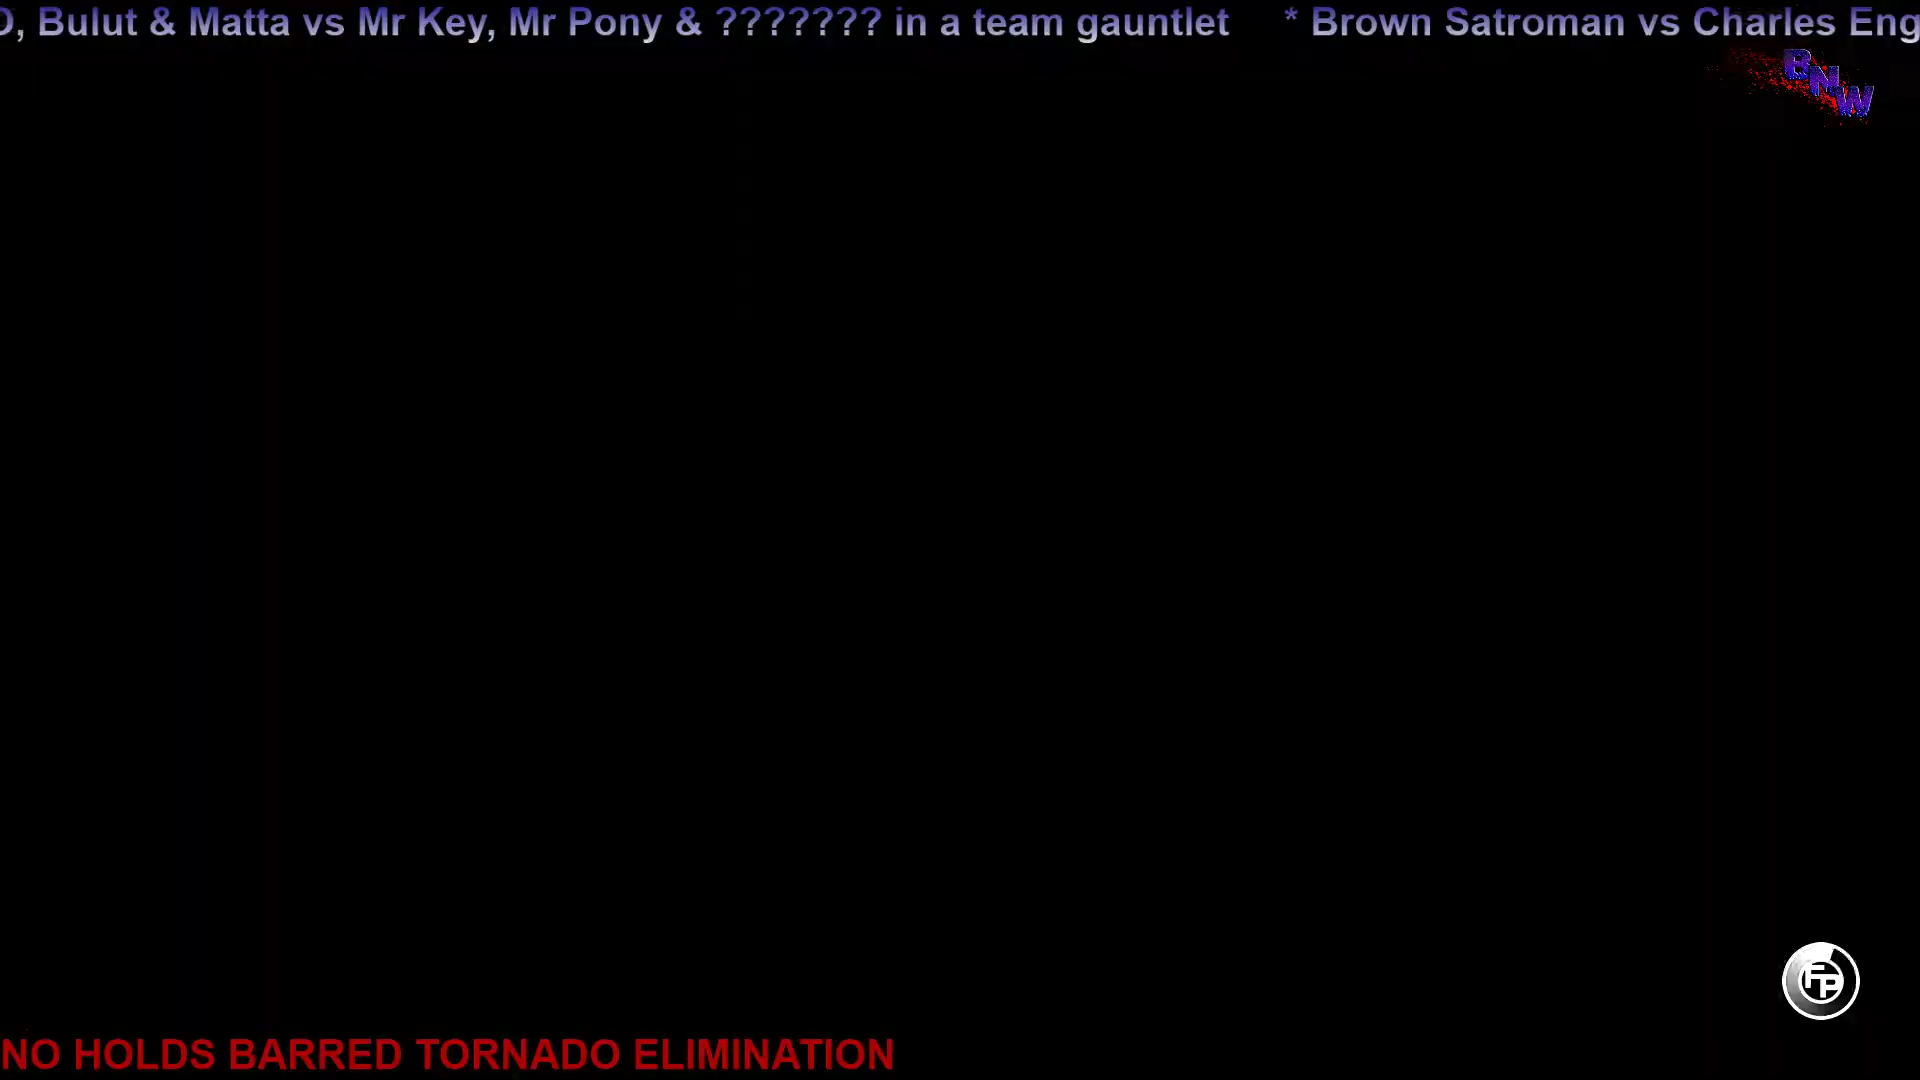 , Bulut & Matta vs Mr Key, Mr Pony & ??????? in a team gauntlet * Brown Satroman vs Charles Eng
BNW
FP
NO HOLDS BARRED TORNADO ELIMINATION